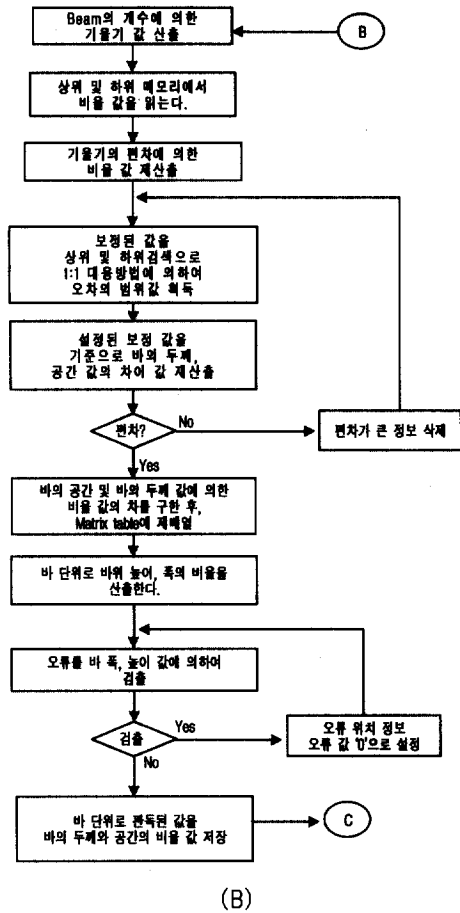 Beam의 개수에 의한
기울기 값 산출
B
상위 및 하위 메모리에서
비율 값을 읽는다.
기울기의 편차에 의한
비율 값 재산출
보정된 값을
상위 및 하위검색으로
1:1 대응방법에 의하여
오차의 범위값 획득
설정된 보정 값을
기준으로 바의 두께,
공간 값의 차이 값 재산출
편차?
No
편차가 큰 정보 삭제
Yes
바의 공간 및 바의 두께 값에 의한
비율 값의 차를 구한 후,
Matrix table에 재배열
바 단위로 바위 높이, 폭의 비율을
산출한다.
오류를 바 폭, 높이 값에 의하여
검출
검출
Yes
오류 위치 정보
오류 값 '0'으로 설정
No
바 단위로 판독된 값을
바의 두께와 공간의 비율 값 저장
C
(B)